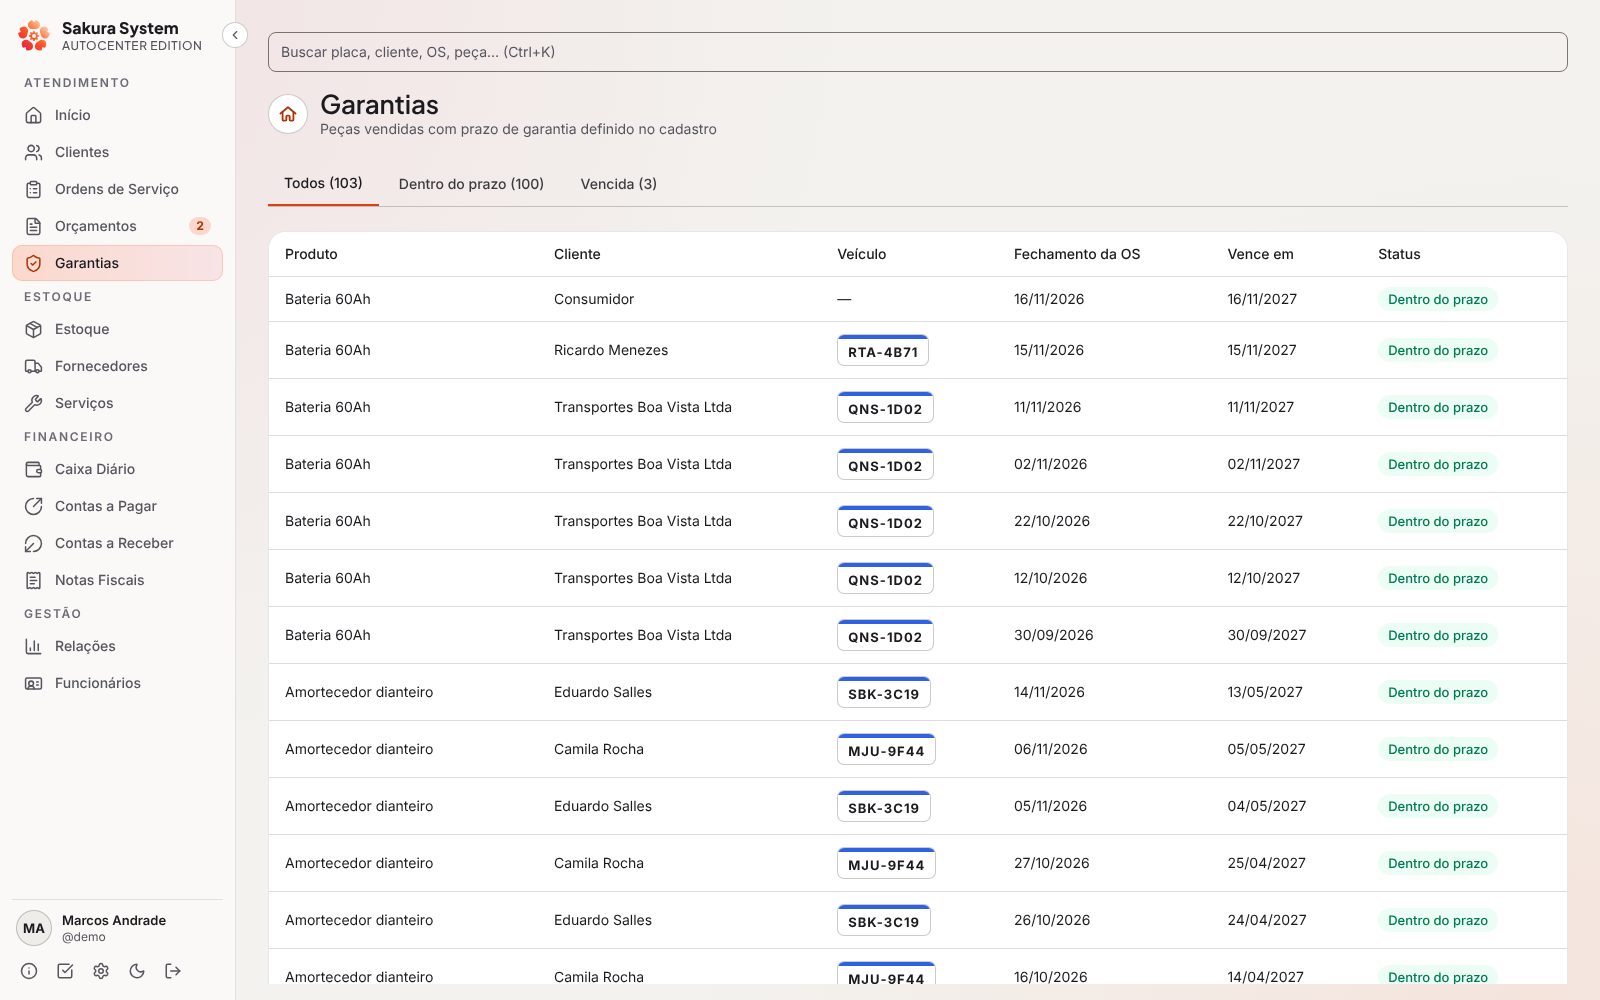 Sakura System
AUTOCENTER EDITION
ATENDIMENTO
Início
Clientes
Ordens de Serviço
Orçamentos 2
Garantias
ESTOQUE
Estoque
Fornecedores
Serviços
FINANCEIRO
Caixa Diário
Contas a Pagar
Contas a Receber
Notas Fiscais
GESTÃO
Relações
Funcionários
MA
Marcos Andrade
@demo
Buscar placa, cliente, OS, peça... (Ctrl+K)
Garantias
Peças vendidas com prazo de garantia definido no cadastro
Todos (103) Dentro do prazo (100) Vencida (3)
Produto Cliente Veículo Fechamento da OS Vence em Status
Bateria 60Ah Consumidor — 16/11/2026 16/11/2027 Dentro do prazo
Bateria 60Ah Ricardo Menezes RTA-4B71 15/11/2026 15/11/2027 Dentro do prazo
Bateria 60Ah Transportes Boa Vista Ltda QNS-1D02 11/11/2026 11/11/2027 Dentro do prazo
Bateria 60Ah Transportes Boa Vista Ltda QNS-1D02 02/11/2026 02/11/2027 Dentro do prazo
Bateria 60Ah Transportes Boa Vista Ltda QNS-1D02 22/10/2026 22/10/2027 Dentro do prazo
Bateria 60Ah Transportes Boa Vista Ltda QNS-1D02 12/10/2026 12/10/2027 Dentro do prazo
Bateria 60Ah Transportes Boa Vista Ltda QNS-1D02 30/09/2026 30/09/2027 Dentro do prazo
Amortecedor dianteiro Eduardo Salles SBK-3C19 14/11/2026 13/05/2027 Dentro do prazo
Amortecedor dianteiro Camila Rocha MJU-9F44 06/11/2026 05/05/2027 Dentro do prazo
Amortecedor dianteiro Eduardo Salles SBK-3C19 05/11/2026 04/05/2027 Dentro do prazo
Amortecedor dianteiro Camila Rocha MJU-9F44 27/10/2026 25/04/2027 Dentro do prazo
Amortecedor dianteiro Eduardo Salles SBK-3C19 26/10/2026 24/04/2027 Dentro do prazo
Amortecedor dianteiro Camila Rocha MJU-9F44 16/10/2026 14/04/2027 Dentro do prazo